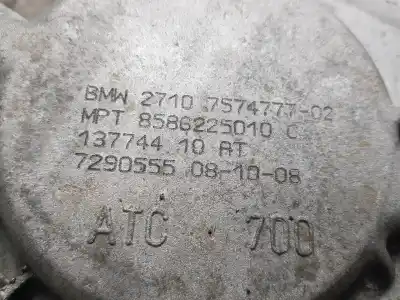 BMW 2710 7574777-02
MPT 8586225010 C
137744.10 AT
7290555 08-10-08
ATC 700